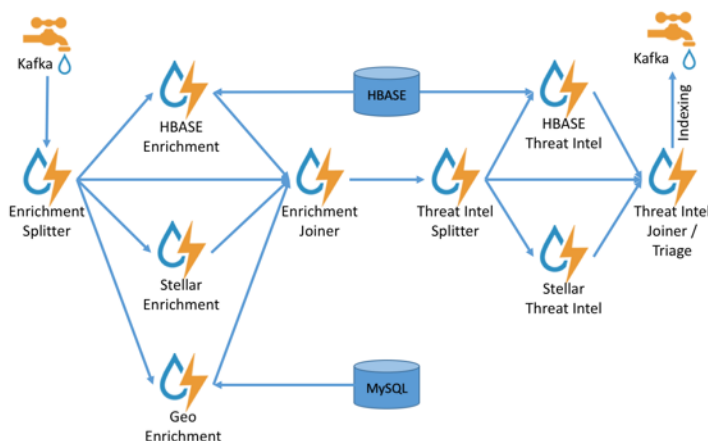 Kafka
Kafka
HBASE
Indexing
HBASE
Enrichment
HBASE
Threat Intel
Enrichment
Splitter
Enrichment
Joiner
Threat Intel
Splitter
Threat Intel
Joiner /
Triage
Stellar
Enrichment
Stellar
Threat Intel
MySQL
Geo
Enrichment